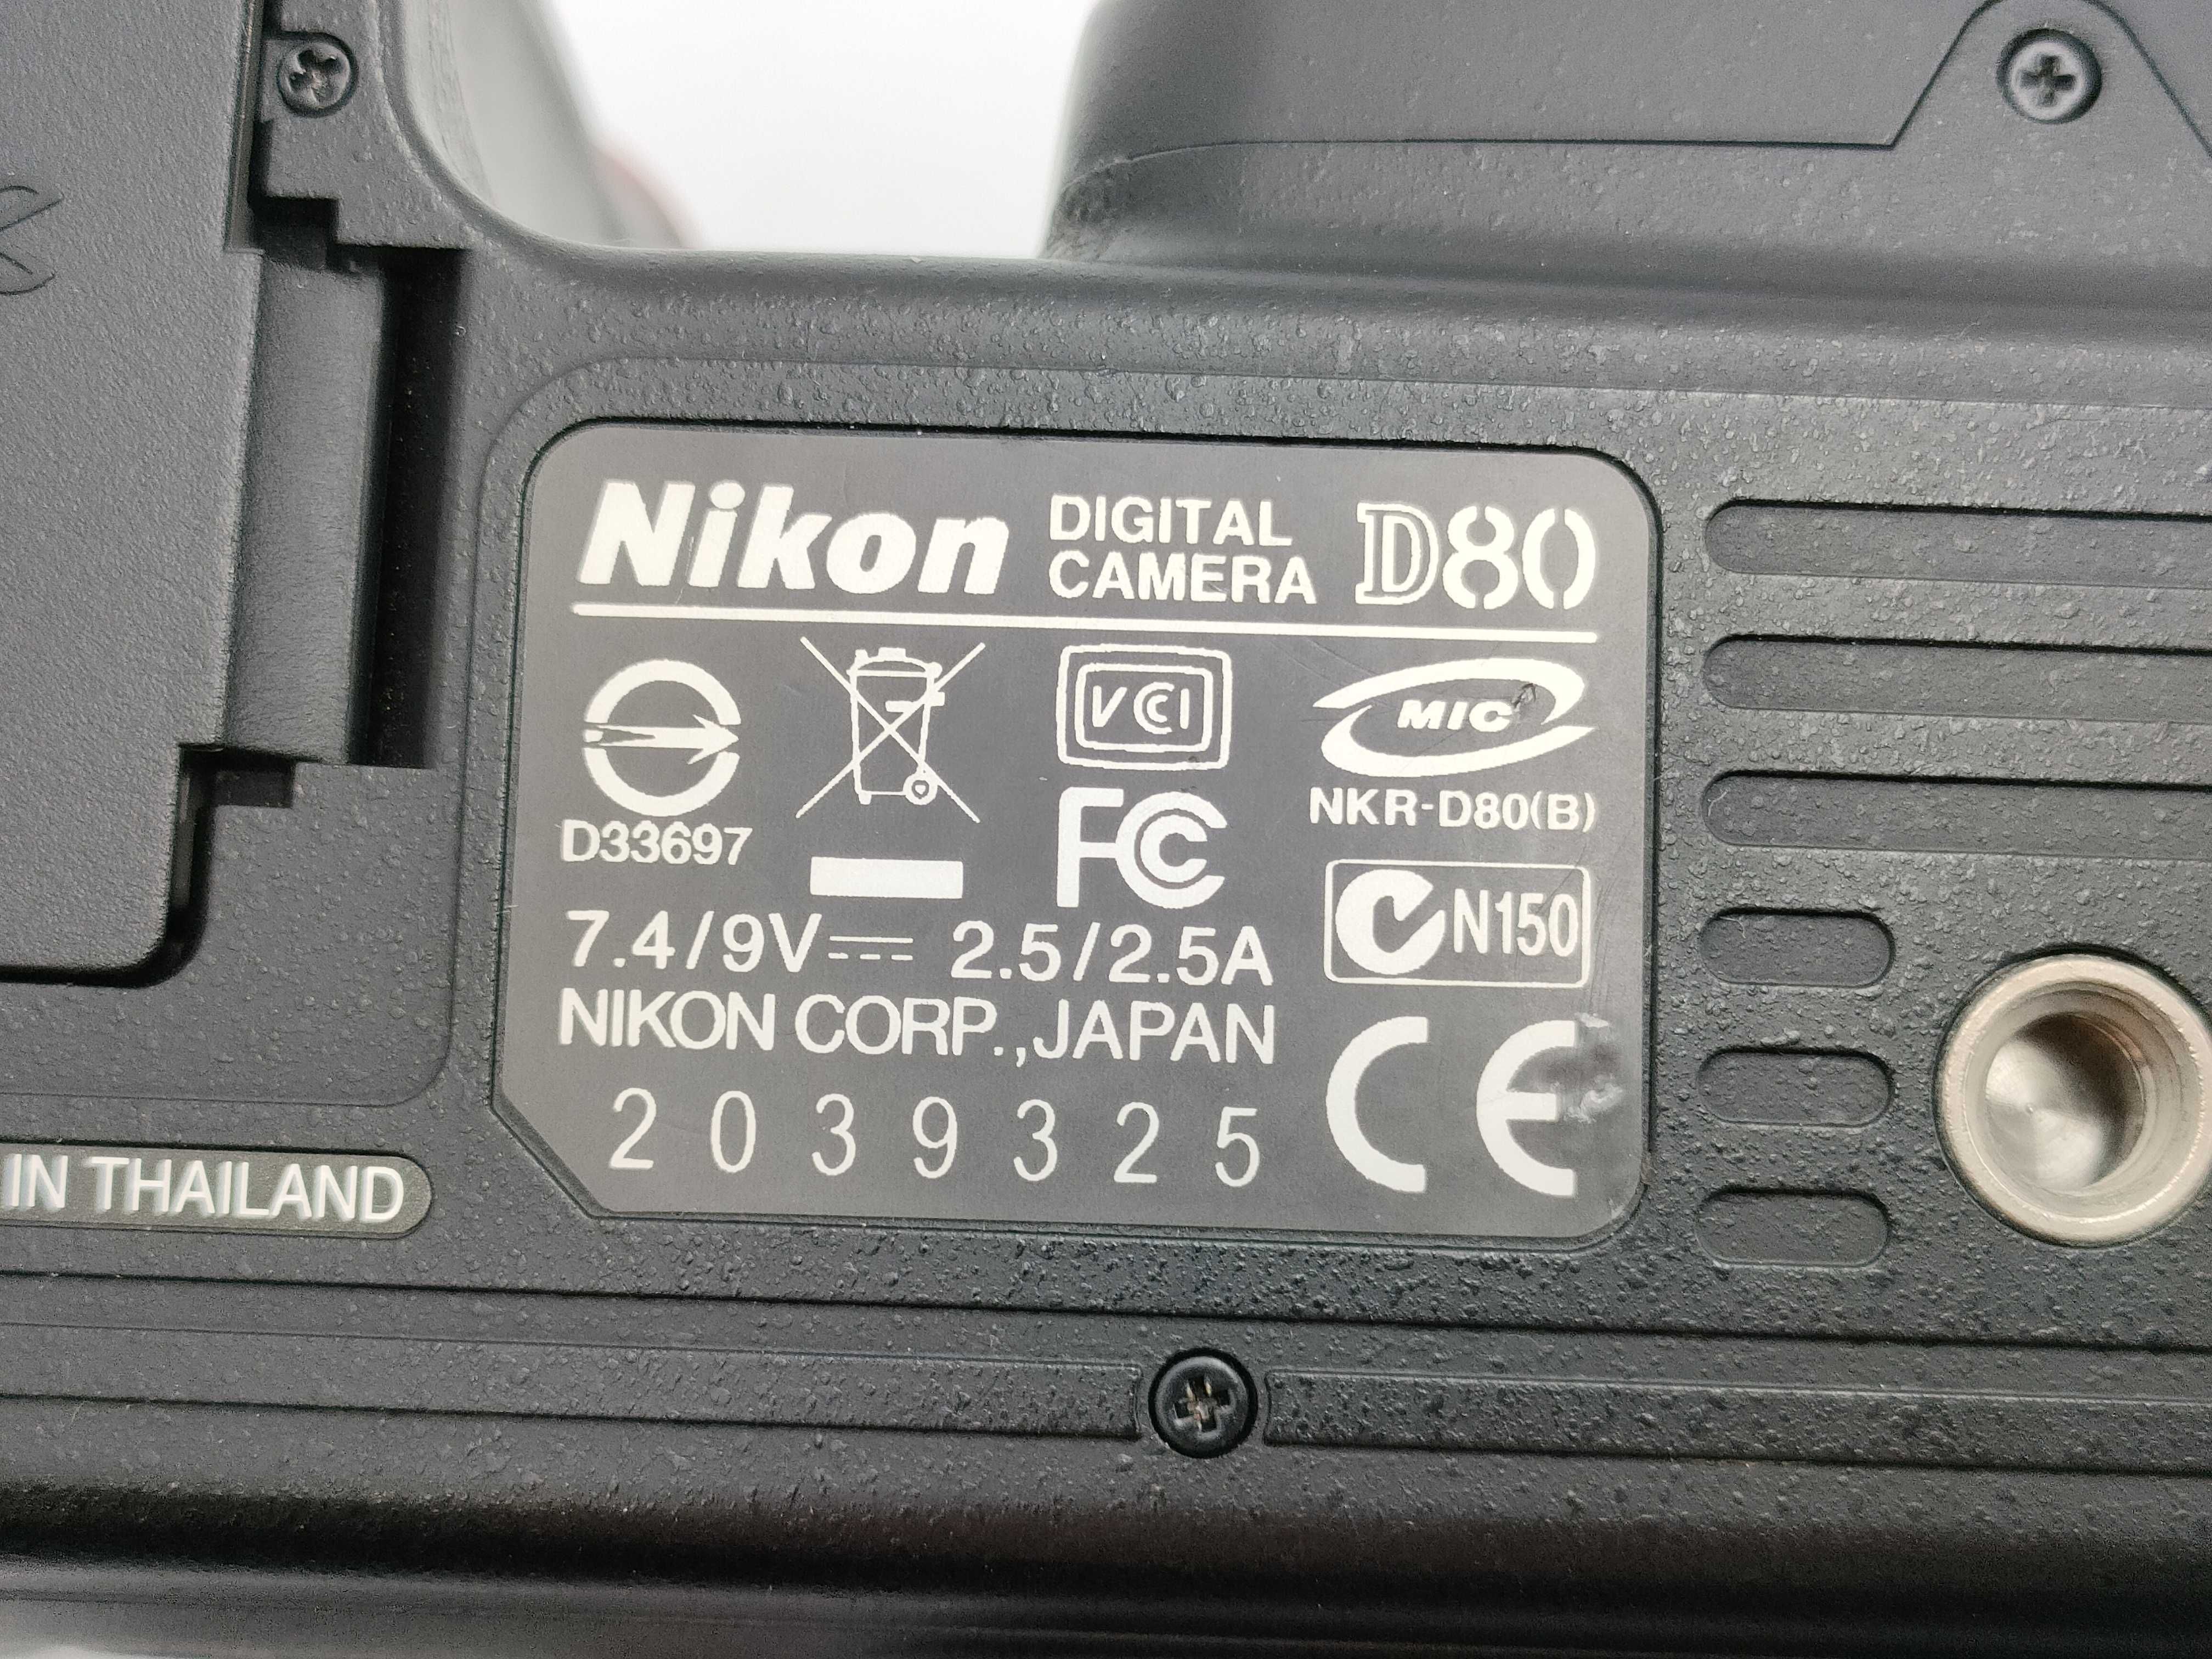 Nikon DIGITAL CAMERA D80
VCCI
MIC
NKR-D80(B)
D33697
FC
N150
7.4/9V⎓ 2.5/2.5A
NIKON CORP.,JAPAN
CE
2039325
IN THAILAND